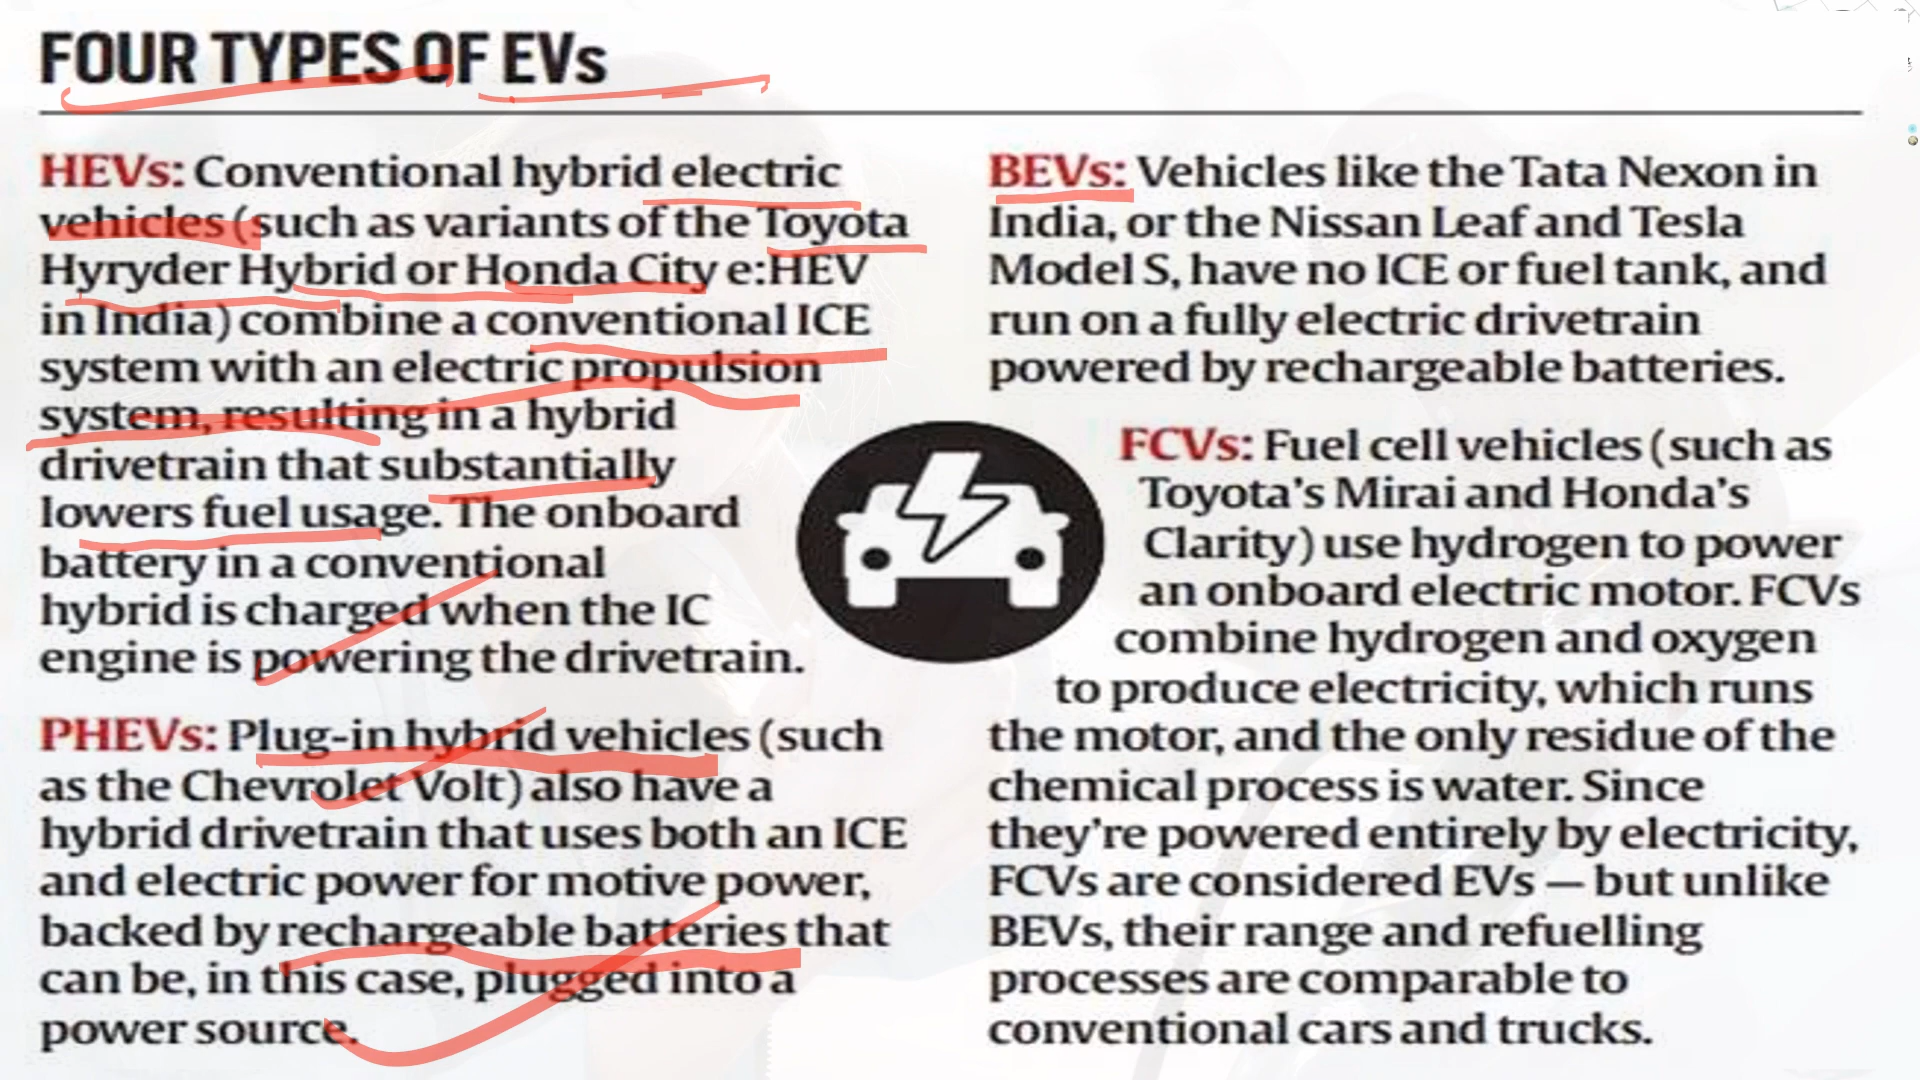 FOUR TYPES OF EVs
HEVs: Conventional hybrid electric
vehicles (such as variants of the Toyota
Hyryder Hybrid or Honda City e:HEV
in India) combine a conventional ICE
system with an electric propulsion
system, resulting in a hybrid
drivetrain that substantially
lowers fuel usage. The onboard
battery in a conventional
hybrid is charged when the IC
engine is powering the drivetrain.
PHEVs: Plug-in hybrid vehicles (such
as the Chevrolet Volt) also have a
hybrid drivetrain that uses both an ICE
and electric power for motive power,
backed by rechargeable batteries that
can be, in this case, plugged into a
power source.
BEVs: Vehicles like the Tata Nexon in
India, or the Nissan Leaf and Tesla
Model S, have no ICE or fuel tank, and
run on a fully electric drivetrain
powered by rechargeable batteries.
FCVs: Fuel cell vehicles (such as
Toyota's Mirai and Honda's
Clarity) use hydrogen to power
an onboard electric motor. FCVs
combine hydrogen and oxygen
to produce electricity, which runs
the motor, and the only residue of the
chemical process is water. Since
they're powered entirely by electricity,
FCVs are considered EVs — but unlike
BEVs, their range and refuelling
processes are comparable to
conventional cars and trucks.